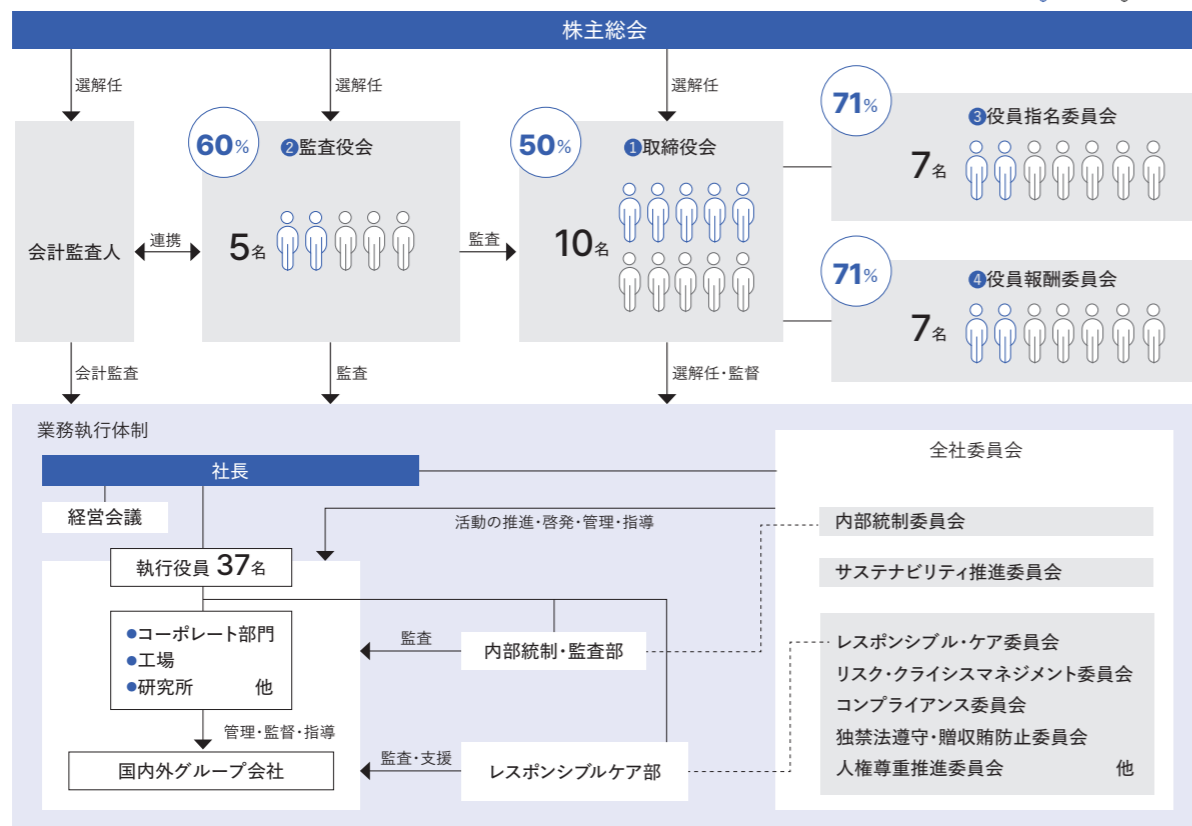 株主総会
選解任
選解任
選解任
会計監査人
連携
60%
❷監査役会
5名
監査
50%
❶取締役会
10名
71%
❸役員指名委員会
7名
71%
❹役員報酬委員会
7名
会計監査
監査
選解任・監督
業務執行体制
社長
経営会議
執行役員 37名
●コーポレート部門
●工場
●研究所 他
管理・監督・指導
国内外グループ会社
活動の推進・啓発・管理・指導
監査
内部統制・監査部
監査・支援
レスポンシブルケア部
全社委員会
内部統制委員会
サステナビリティ推進委員会
レスポンシブル・ケア委員会
リスク・クライシスマネジメント委員会
コンプライアンス委員会
独禁法遵守・贈収賄防止委員会
人権尊重推進委員会 他